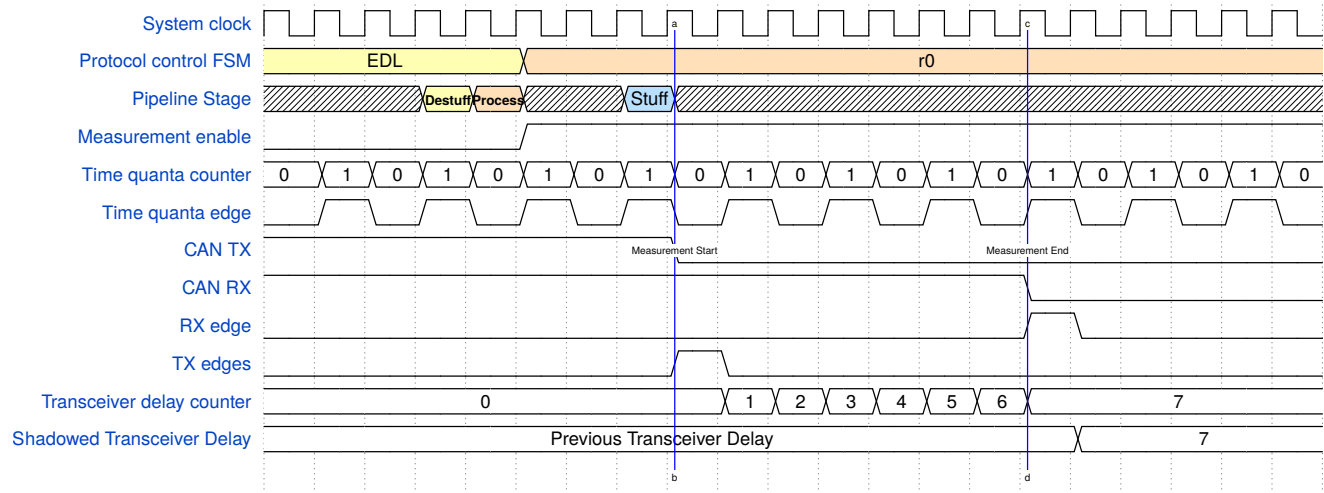 System clock a c
Protocol control FSM EDL r0
Pipeline Stage Destuff Process Stuff
Measurement enable
Time quanta counter 0 1 0 1 0 1 0 1 0 1 0 1 0 1 0 1 0 1 0 1 0
Time quanta edge
CAN TX Measurement Start Measurement End
CAN RX
RX edge
TX edges
Transceiver delay counter 0 1 2 3 4 5 6 7
Shadowed Transceiver Delay Previous Transceiver Delay 7
b d